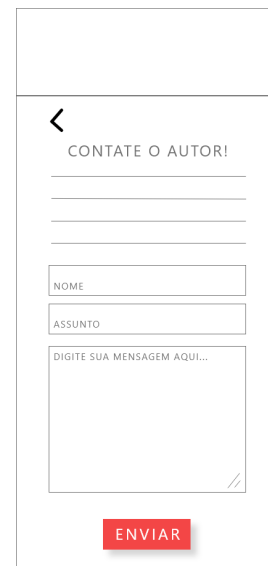 CONTATE O AUTOR!
NOME
ASSUNTO
DIGITE SUA MENSAGEM AQUI...
ENVIAR